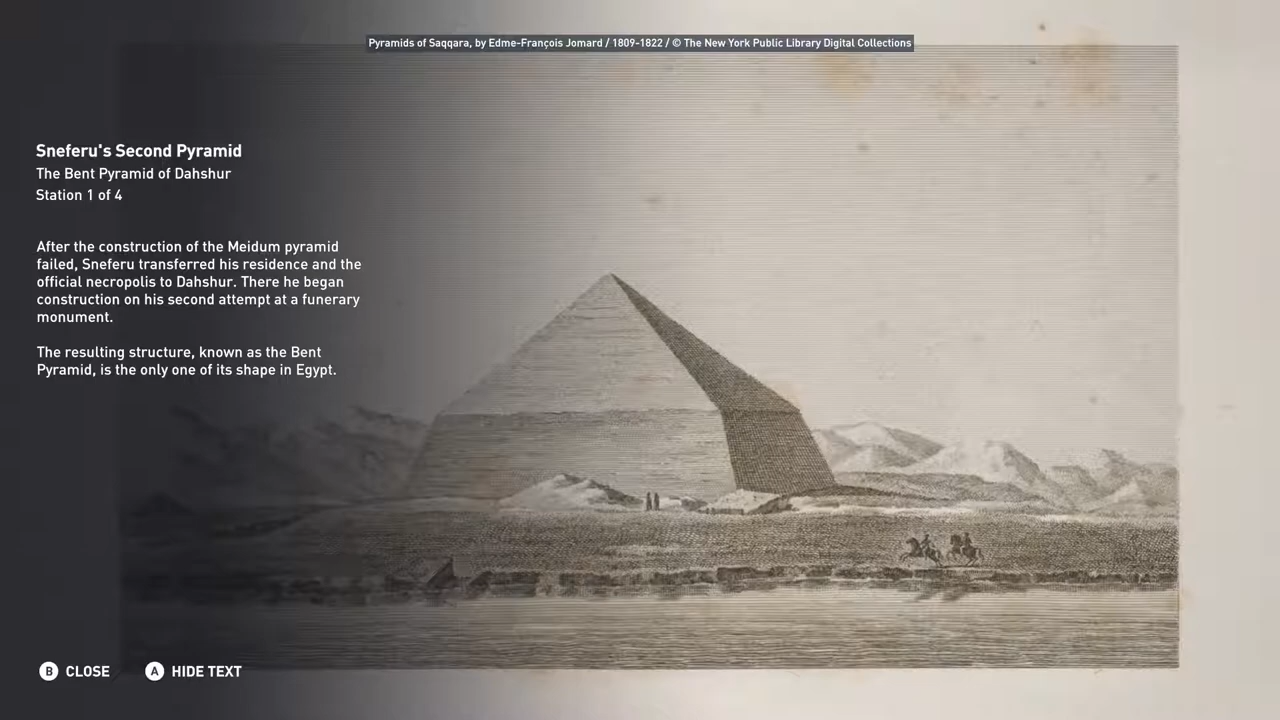 Pyramids of Saqqara, by Edme-François Jomard / 1809-1822 / © The New York Public Library Digital Collections
Sneferu's Second Pyramid
The Bent Pyramid of Dahshur
Station 1 of 4
After the construction of the Meidum pyramid
failed, Sneferu transferred his residence and the
official necropolis to Dahshur. There he began
construction on his second attempt at a funerary
monument.
The resulting structure, known as the Bent
Pyramid, is the only one of its shape in Egypt.
B CLOSE A HIDE TEXT